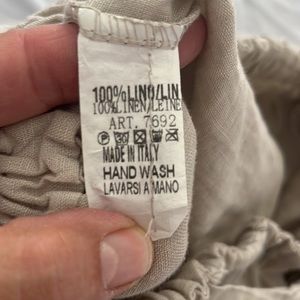 100%LINO/LIN
100%LINEN/LEINE
ART. 7692
MADE IN ITALY
HAND WASH
LAVARSI A MANO